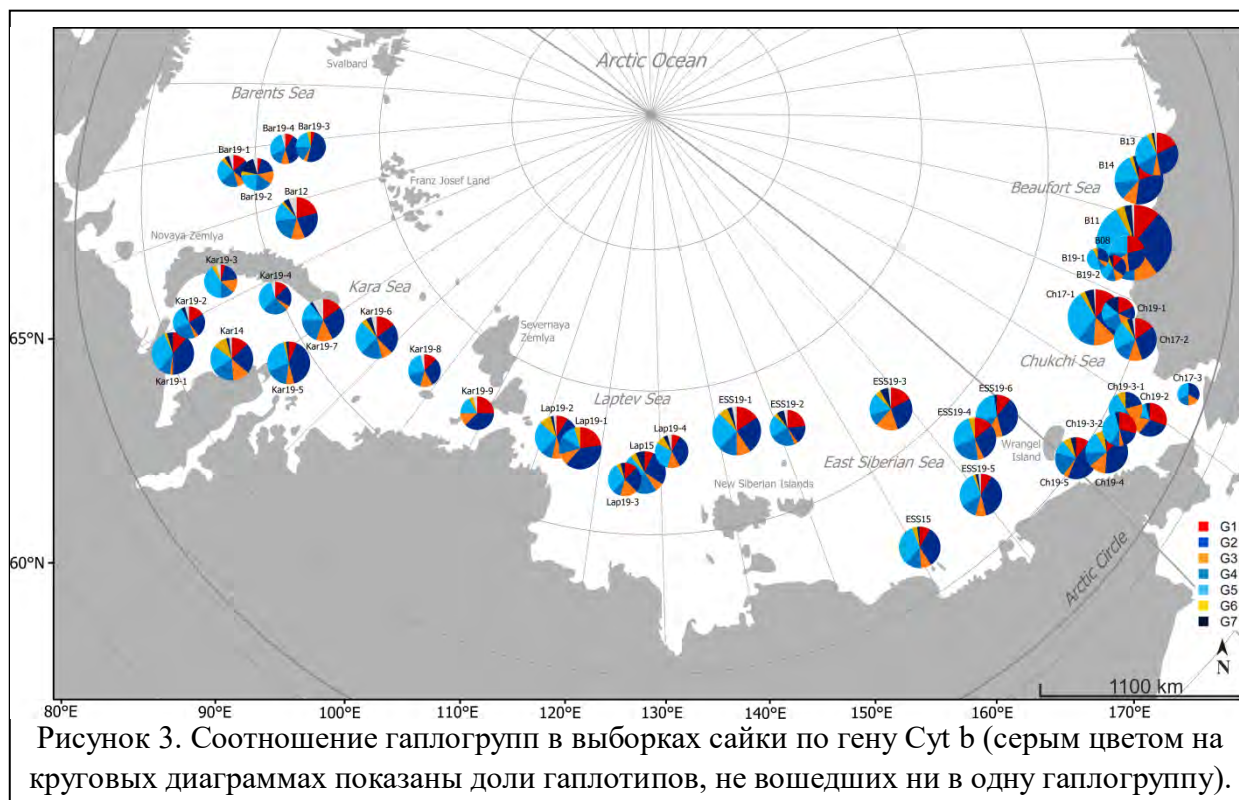 Arctic Ocean
Svalbard
Barents Sea
Bar19-4
Bar19-3
Bar19-1
Bar19-2
Franz Josef Land
Bar12
Novaya Zemlya
Kar19-3
Kar19-4
Kara Sea
Kar19-2
Kar19-6
Kar19-7
Kar14
Kar19-1
Kar19-5
Severnaya
Zemlya
Kar19-8
Kar19-9
Laptev Sea
Lap19-2
Lap19-1
Lap15
Lap19-4
Lap19-3
ESS19-1
ESS19-2
New Siberian Islands
ESS19-3
ESS19-6
ESS19-4
East Siberian Sea
ESS19-5
ESS15
Wrangel
Island
B13
B14
Beaufort Sea
B11
B08
B19-1
B19-2
Ch17-1
Ch19-1
Ch17-2
Chukchi Sea
Ch19-3-1
Ch17-3
Ch19-2
Ch19-3-2
Ch19-5
Ch19-4
Arctic Circle
65°N
60°N
G1
G2
G3
G4
G5
G6
G7
N
1100 km
80°E
90°E
100°E
110°E
120°E
130°E
140°E
150°E
160°E
170°E
Рисунок 3. Соотношение гаплогрупп в выборках сайки по гену Cyt b (серым цветом на
круговых диаграммах показаны доли гаплотипов, не вошедших ни в одну гаплогруппу).